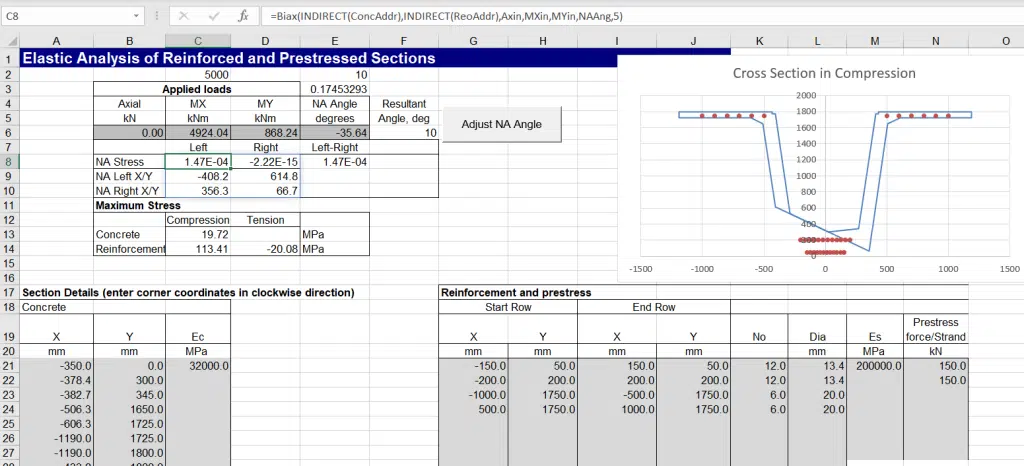 C8 fx =Biax(INDIRECT(ConcAddr),INDIRECT(ReoAddr),Axin,MXin,MYin,NAAng,5)
A B C D E F G H I J K L M N O
1 Elastic Analysis of Reinforced and Prestressed Sections
2 5000 10
3 Applied loads 0.17453293
4 Axial MX MY NA Angle Resultant
5 kN kNm kNm degrees Angle, deg
6 0.00 4924.04 868.24 -35.64 10
Adjust NA Angle
7 Left Right Left-Right
8 NA Stress 1.47E-04 -2.22E-15 1.47E-04
9 NA Left X/Y -408.2 614.8
10 NA Right X/Y 356.3 66.7
11 Maximum Stress
12 Compression Tension
13 Concrete 19.72 MPa
14 Reinforcement 113.41 -20.08 MPa
15
16
Cross Section in Compression
2000
1800
1600
1400
1200
1000
800
600
400
200
0
-1500 -1000 -500 0 500 1000 1500
17 Section Details (enter corner coordinates in clockwise direction) Reinforcement and prestress
18 Concrete Start Row End Row
Prestress
19 X Y Ec X Y X Y No Dia Es force/Strand
20 mm mm MPa mm mm mm mm mm MPa kN
21 -350.0 0.0 32000.0 -150.0 50.0 150.0 50.0 12.0 13.4 200000.0 150.0
22 -378.4 300.0 -200.0 200.0 200.0 200.0 12.0 13.4 150.0
23 -382.7 345.0 -1000.0 1750.0 -500.0 1750.0 6.0 20.0
24 -506.3 1650.0 500.0 1750.0 1000.0 1750.0 6.0 20.0
25 -606.3 1725.0
26 -1190.0 1725.0
27 -1190.0 1800.0